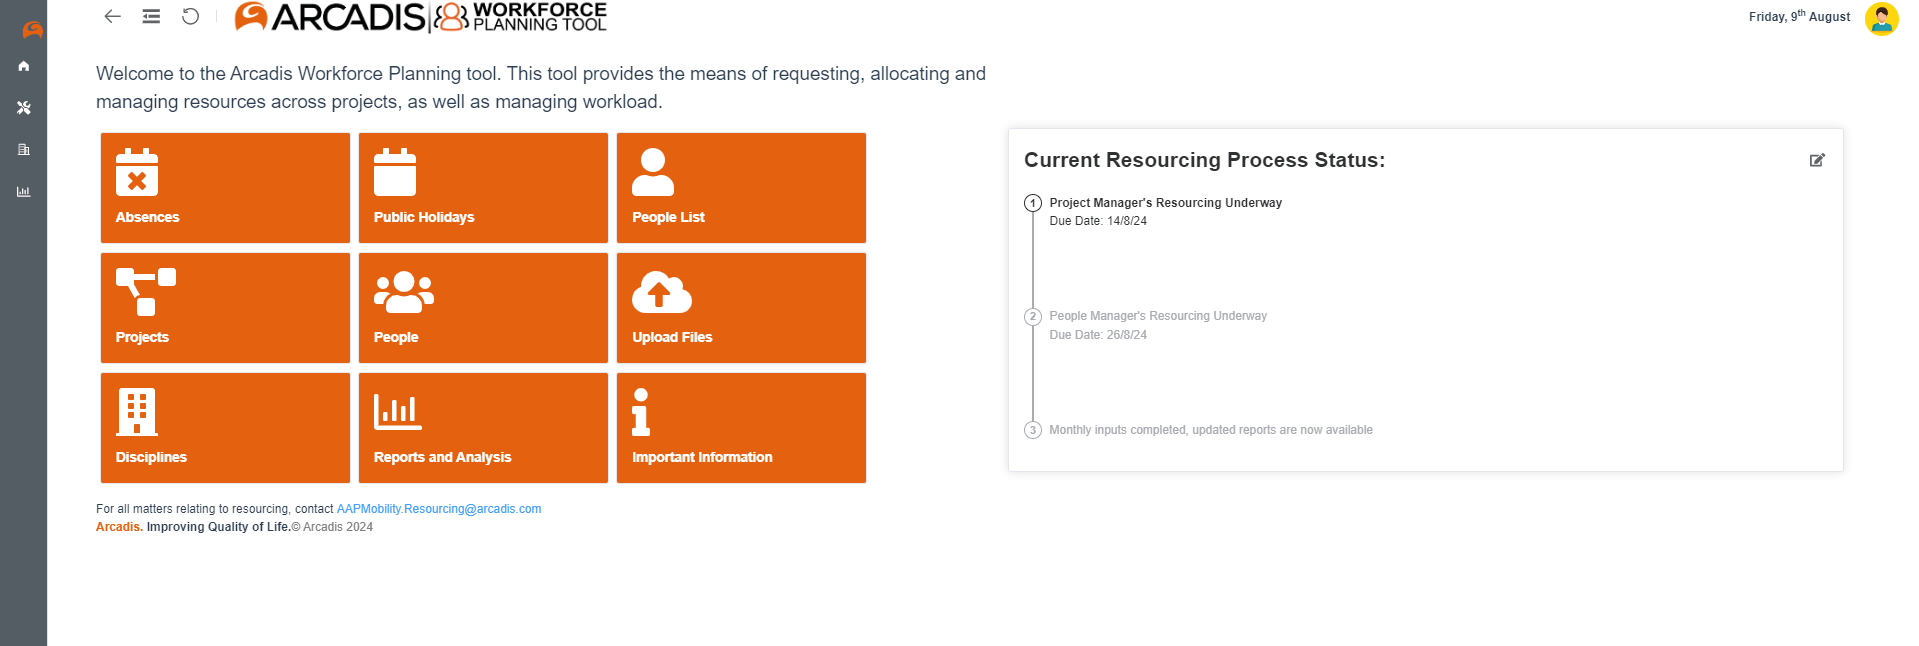 ARCADIS
WORKFORCE
PLANNING TOOL
Friday, 9th August
Welcome to the Arcadis Workforce Planning tool. This tool provides the means of requesting, allocating and
managing resources across projects, as well as managing workload.
Absences
Public Holidays
People List
Projects
People
Upload Files
Disciplines
Reports and Analysis
Important Information
Current Resourcing Process Status:
1 Project Manager's Resourcing Underway
Due Date: 14/8/24
2 People Manager's Resourcing Underway
Due Date: 26/8/24
3 Monthly inputs completed, updated reports are now available
For all matters relating to resourcing, contact AAPMobility.Resourcing@arcadis.com
Arcadis. Improving Quality of Life.© Arcadis 2024